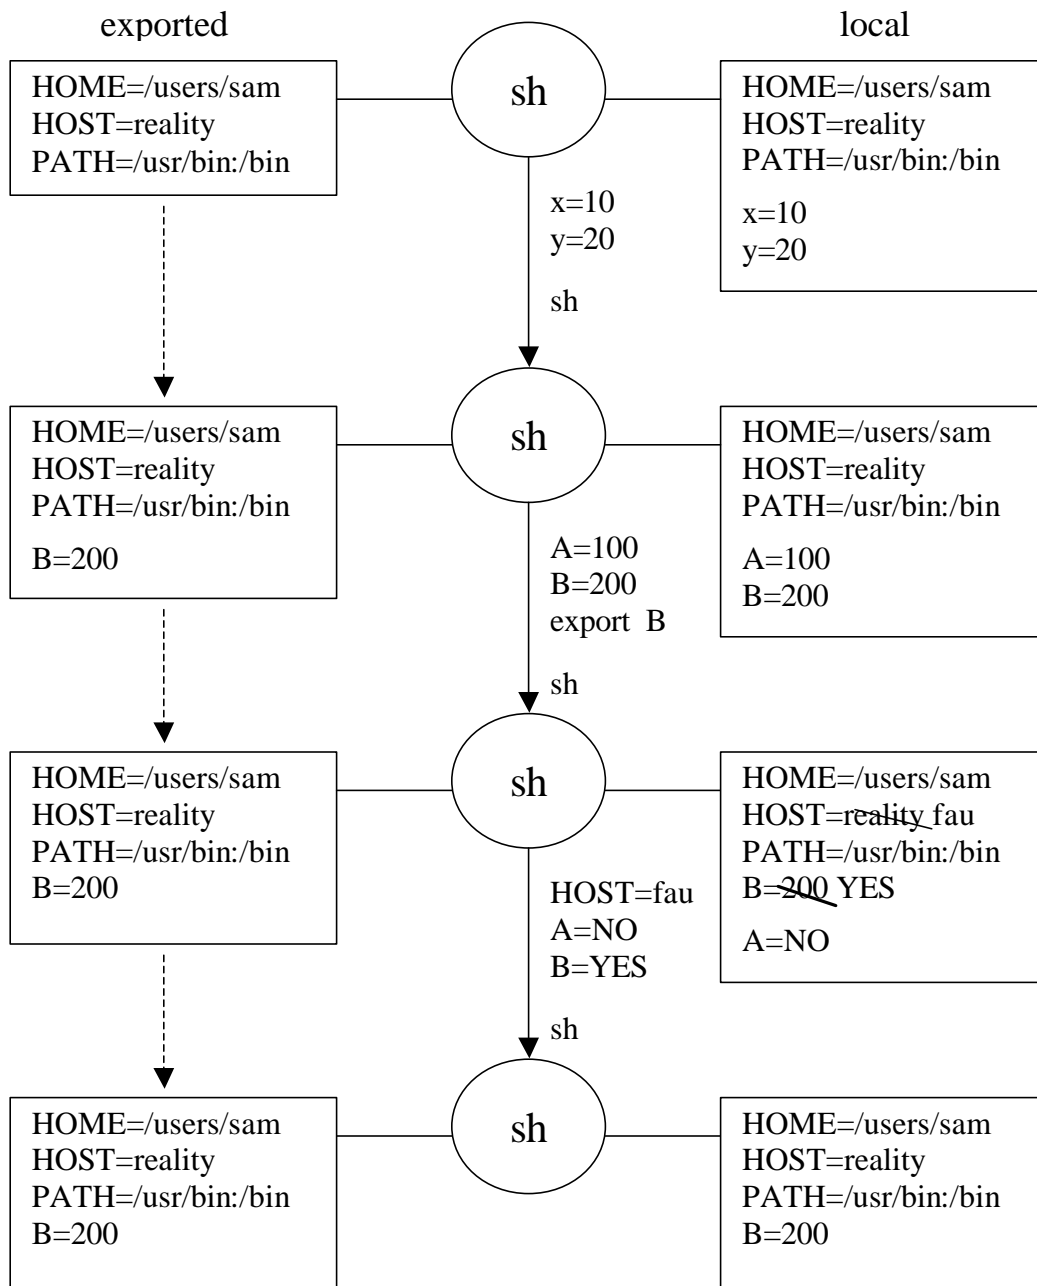 exported
local
HOME=/users/sam
HOST=reality
PATH=/usr/bin:/bin
sh
HOME=/users/sam
HOST=reality
PATH=/usr/bin:/bin
x=10
y=20
x=10
y=20
sh
HOME=/users/sam
HOST=reality
PATH=/usr/bin:/bin
B=200
sh
HOME=/users/sam
HOST=reality
PATH=/usr/bin:/bin
A=100
B=200
A=100
B=200
export B
sh
HOME=/users/sam
HOST=reality
PATH=/usr/bin:/bin
B=200
sh
HOME=/users/sam
HOST=reality fau
PATH=/usr/bin:/bin
B=200 YES
A=NO
HOST=fau
A=NO
B=YES
sh
HOME=/users/sam
HOST=reality
PATH=/usr/bin:/bin
B=200
sh
HOME=/users/sam
HOST=reality
PATH=/usr/bin:/bin
B=200